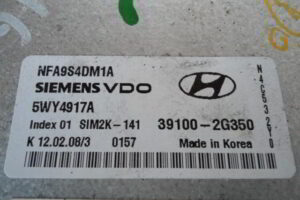 NFA9S4DM1A
SIEMENS VDO
5WY4917A
Index 01 SIM2K-141 39100-2G350
K 12.02.08/3 0157 Made in Korea